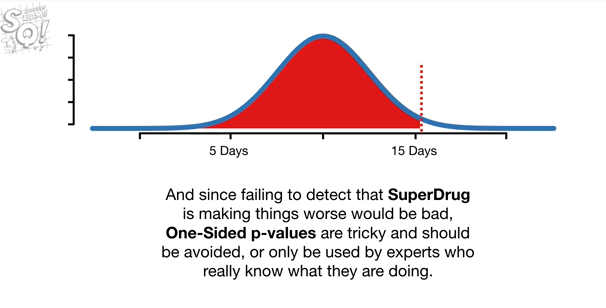 SQ!
5 Days
15 Days
And since failing to detect that SuperDrug
is making things worse would be bad,
One-Sided p-values are tricky and should
be avoided, or only be used by experts who
really know what they are doing.